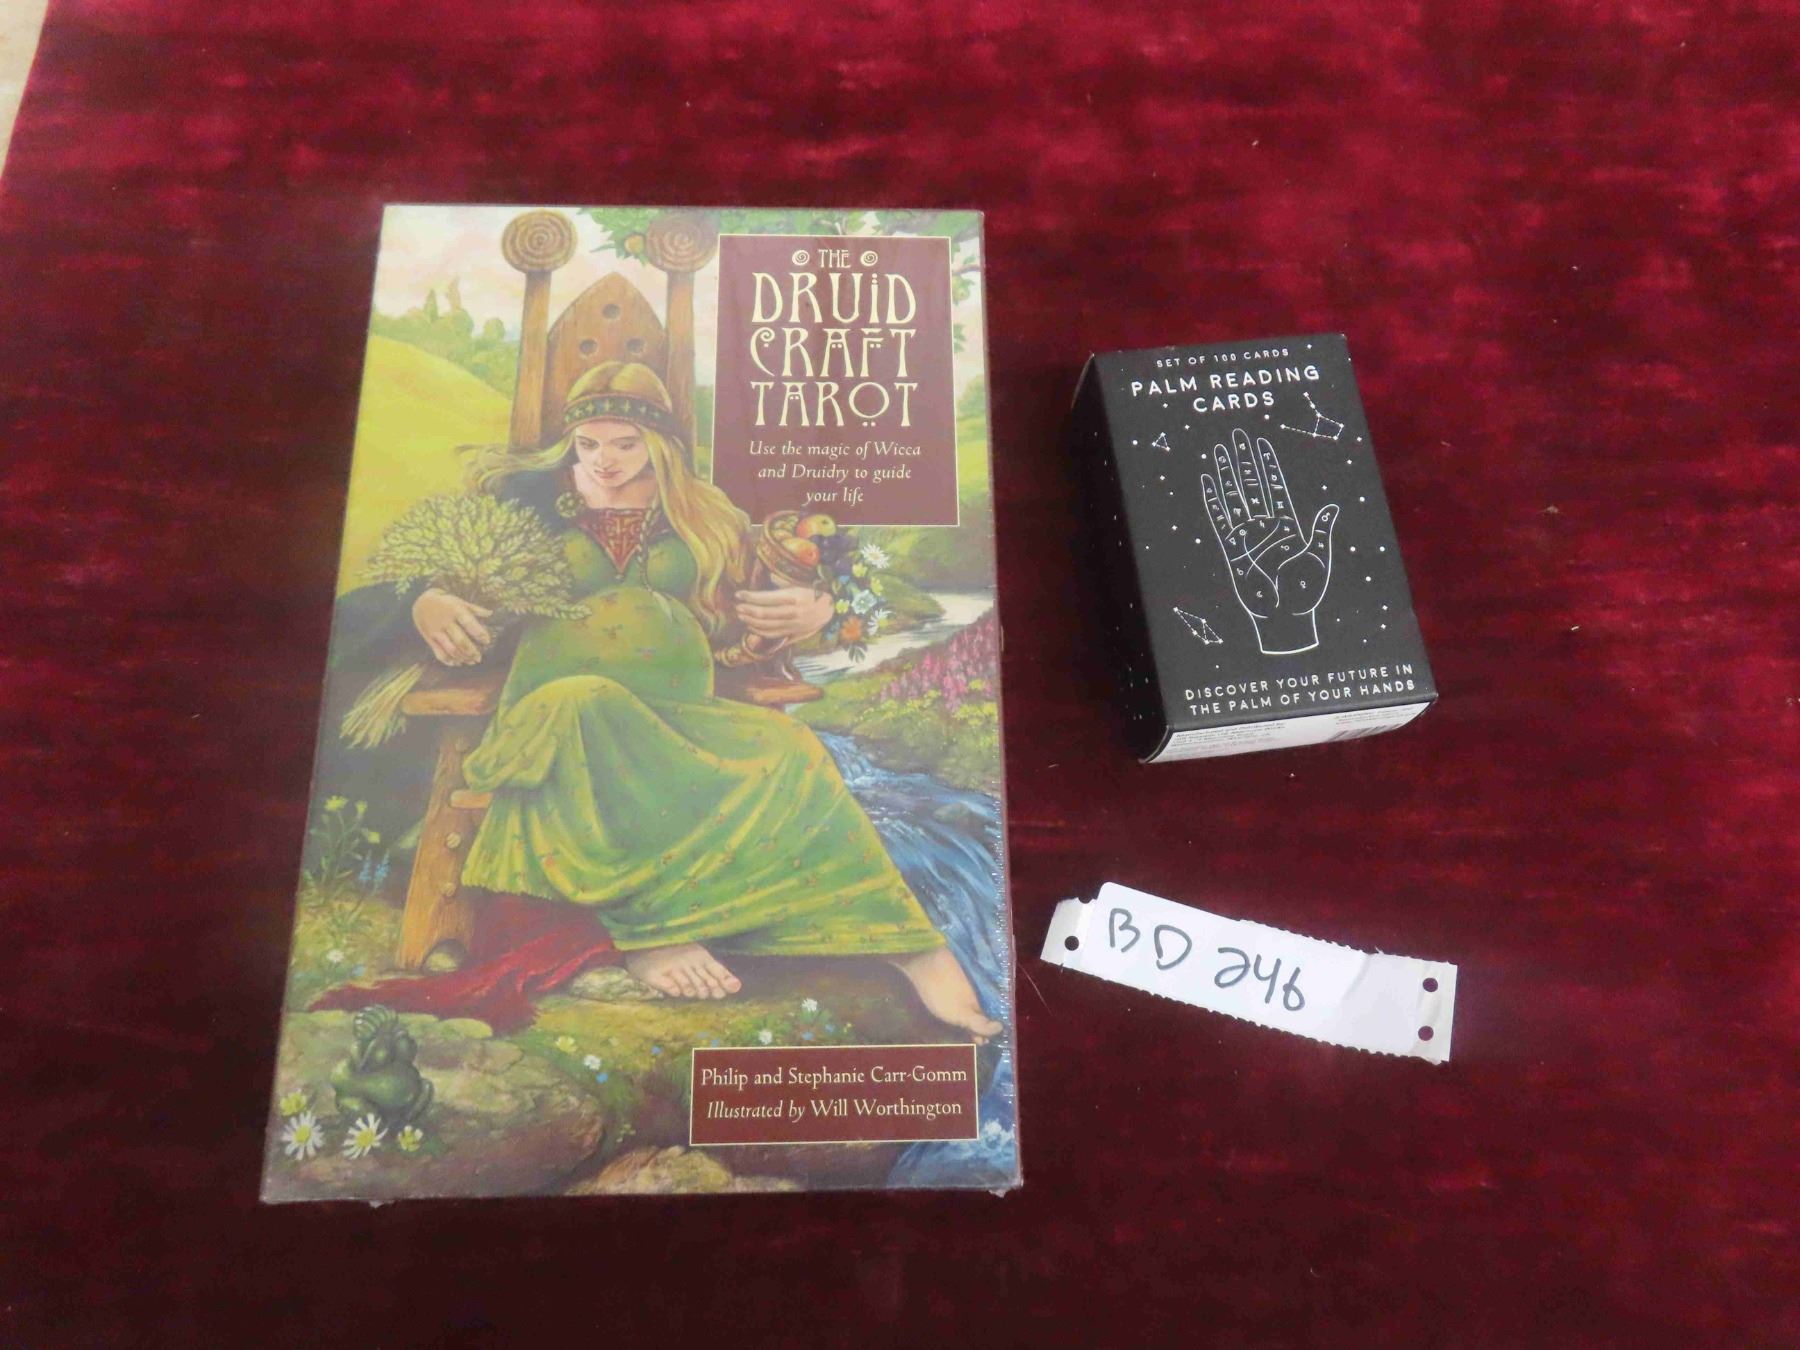 THE
DRUID
CRAFT
TAROT
Use the magic of Wicca
and Druidry to guide
your life
Philip and Stephanie Carr-Gomm
Illustrated by Will Worthington
SET OF 100 CARDS
PALM READING
CARDS
DISCOVER YOUR FUTURE IN
THE PALM OF YOUR HANDS
BD 246